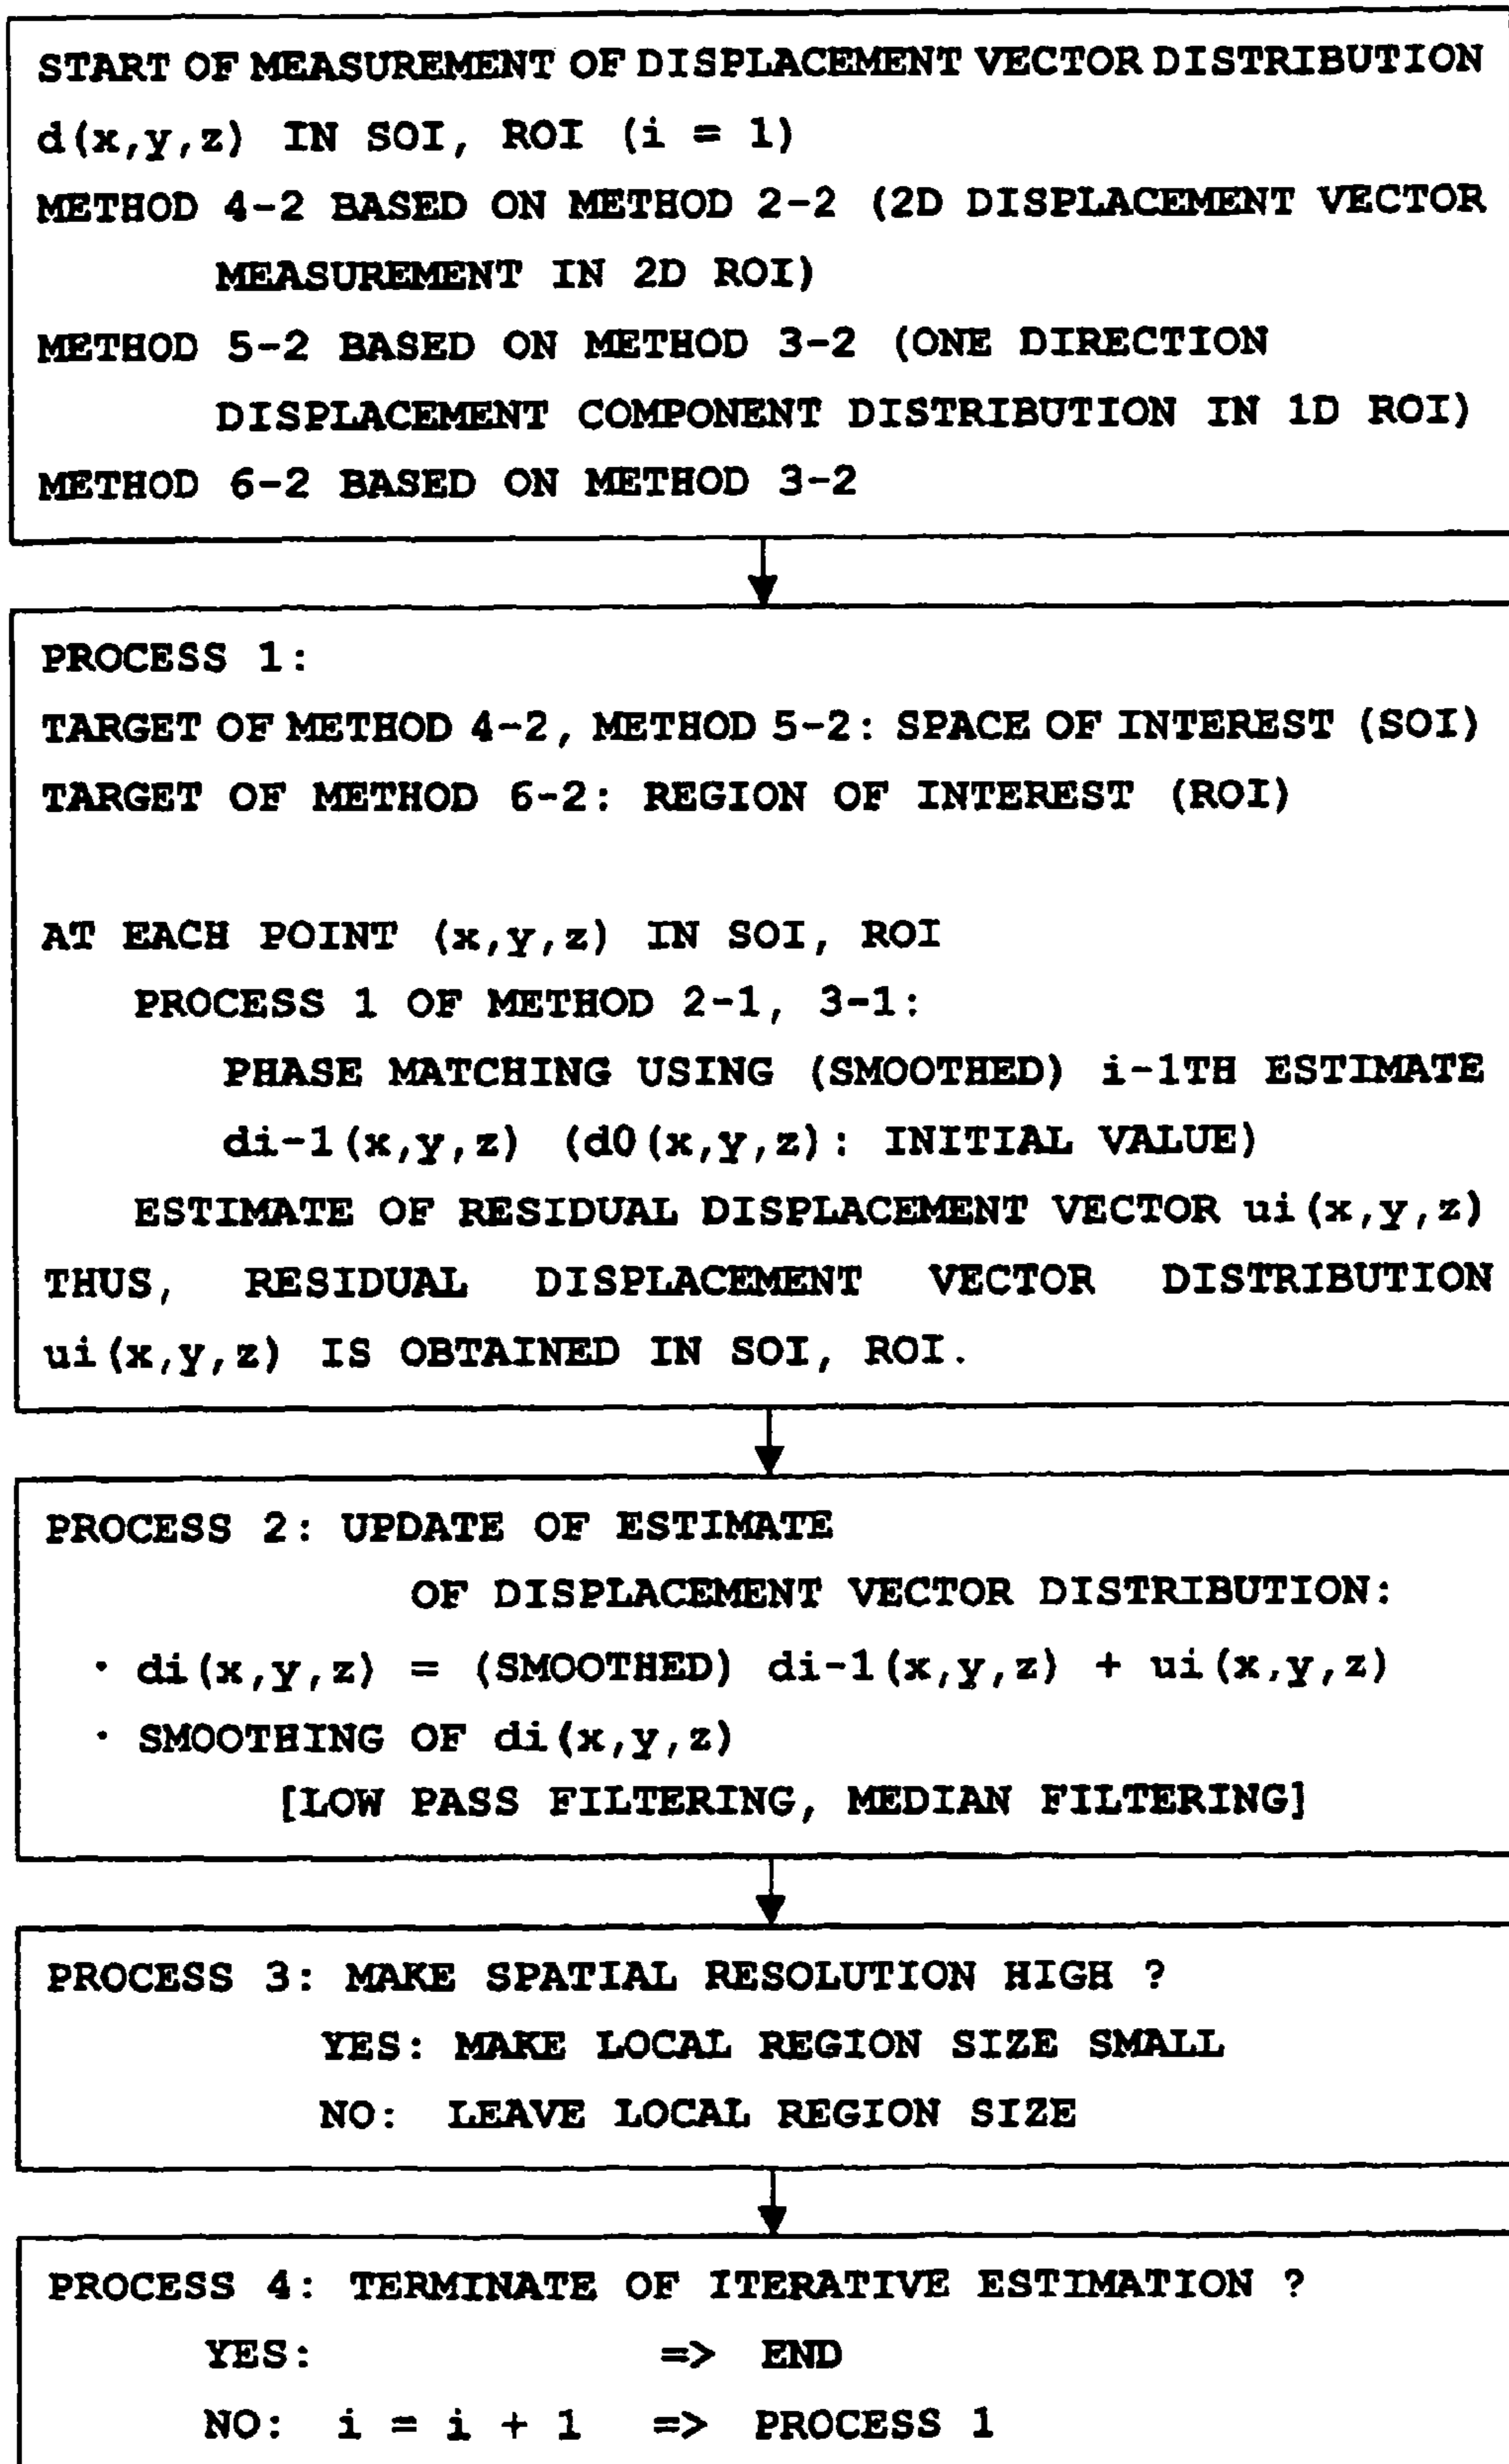 START OF MEASUREMENT OF DISPLACEMENT VECTOR DISTRIBUTION
d(x,y,z) IN SOI, ROI (i = 1)
METHOD 4-2 BASED ON METHOD 2-2 (2D DISPLACEMENT VECTOR
MEASUREMENT IN 2D ROI)
METHOD 5-2 BASED ON METHOD 3-2 (ONE DIRECTION
DISPLACEMENT COMPONENT DISTRIBUTION IN 1D ROI)
METHOD 6-2 BASED ON METHOD 3-2
PROCESS 1:
TARGET OF METHOD 4-2, METHOD 5-2: SPACE OF INTEREST (SOI)
TARGET OF METHOD 6-2: REGION OF INTEREST (ROI)
AT EACH POINT (x,y,z) IN SOI, ROI
PROCESS 1 OF METHOD 2-1, 3-1:
PHASE MATCHING USING (SMOOTHED) i-1TH ESTIMATE
di-1(x,y,z) (d0(x,y,z): INITIAL VALUE)
ESTIMATE OF RESIDUAL DISPLACEMENT VECTOR ui(x,y,z)
THUS, RESIDUAL DISPLACEMENT VECTOR DISTRIBUTION
ui(x,y,z) IS OBTAINED IN SOI, ROI.
PROCESS 2: UPDATE OF ESTIMATE
OF DISPLACEMENT VECTOR DISTRIBUTION:
· di(x,y,z) = (SMOOTHED) di-1(x,y,z) + ui(x,y,z)
· SMOOTHING OF di(x,y,z)
[LOW PASS FILTERING, MEDIAN FILTERING]
PROCESS 3: MAKE SPATIAL RESOLUTION HIGH ?
YES: MAKE LOCAL REGION SIZE SMALL
NO: LEAVE LOCAL REGION SIZE
PROCESS 4: TERMINATE OF ITERATIVE ESTIMATION ?
YES: => END
NO: i = i + 1 => PROCESS 1